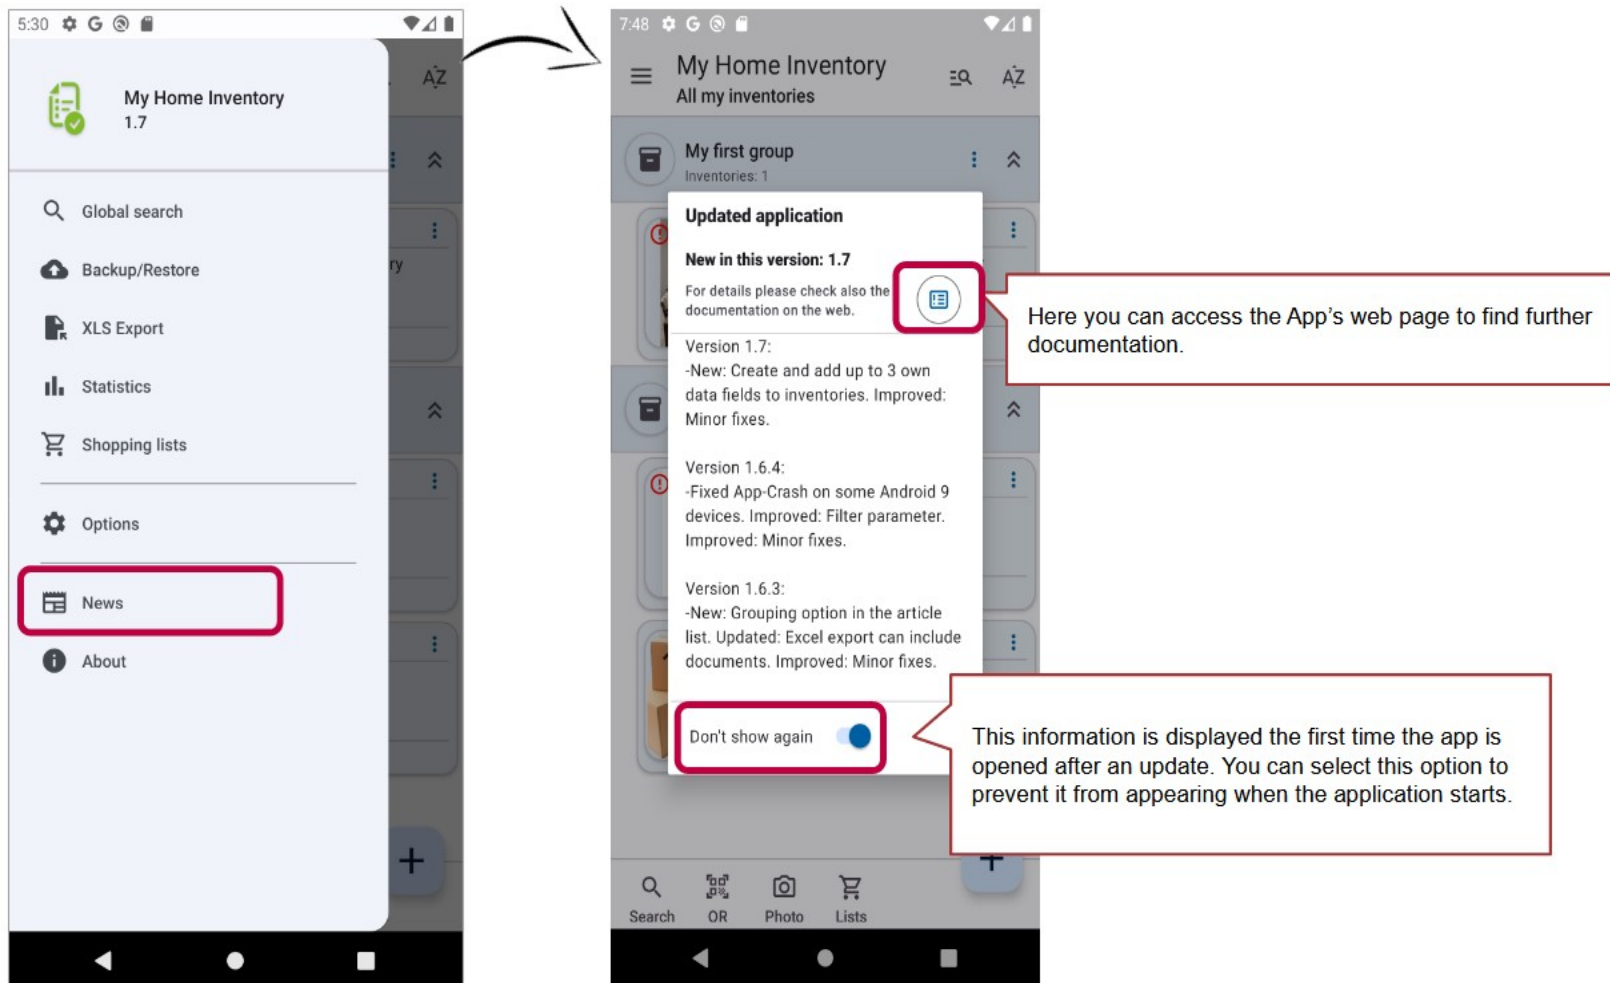 5:30
My Home Inventory
1.7
Global search
Backup/Restore
XLS Export
Statistics
Shopping lists
Options
News
About
AZ
ry
7:48
My Home Inventory
All my inventories
AZ
My first group
Inventories: 1
Updated application
New in this version: 1.7
For details please check also the
documentation on the web.
Version 1.7:
-New: Create and add up to 3 own
data fields to inventories. Improved:
Minor fixes.
Version 1.6.4:
-Fixed App-Crash on some Android 9
devices. Improved: Filter parameter.
Improved: Minor fixes.
Version 1.6.3:
-New: Grouping option in the article
list. Updated: Excel export can include
documents. Improved: Minor fixes.
Don't show again
Search
QR
Photo
Lists
Here you can access the App’s web page to find further
documentation.
This information is displayed the first time the app is
opened after an update. You can select this option to
prevent it from appearing when the application starts.